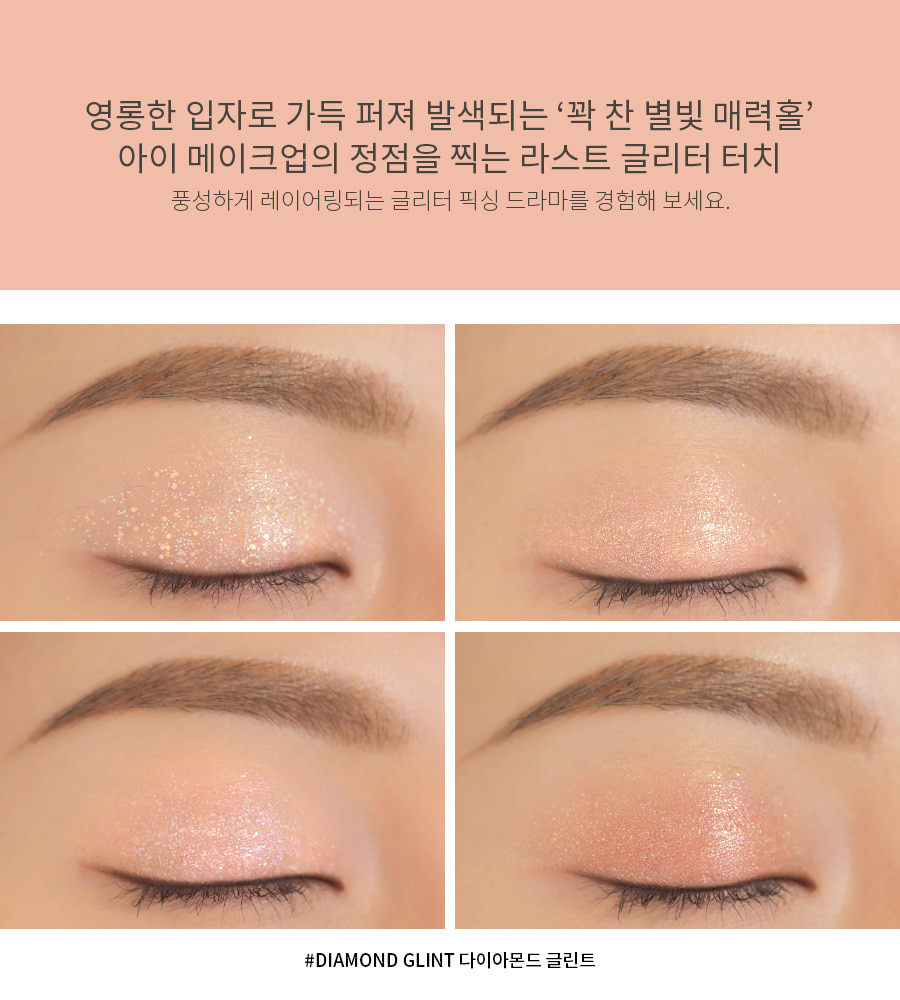 영롱한 입자로 가득 퍼져 발색되는 ‘꽉 찬 별빛 매력홀’
아이 메이크업의 정점을 찍는 라스트 글리터 터치
풍성하게 레이어링되는 글리터 픽싱 드라마를 경험해 보세요.
#DIAMOND GLINT 다이아몬드 글린트